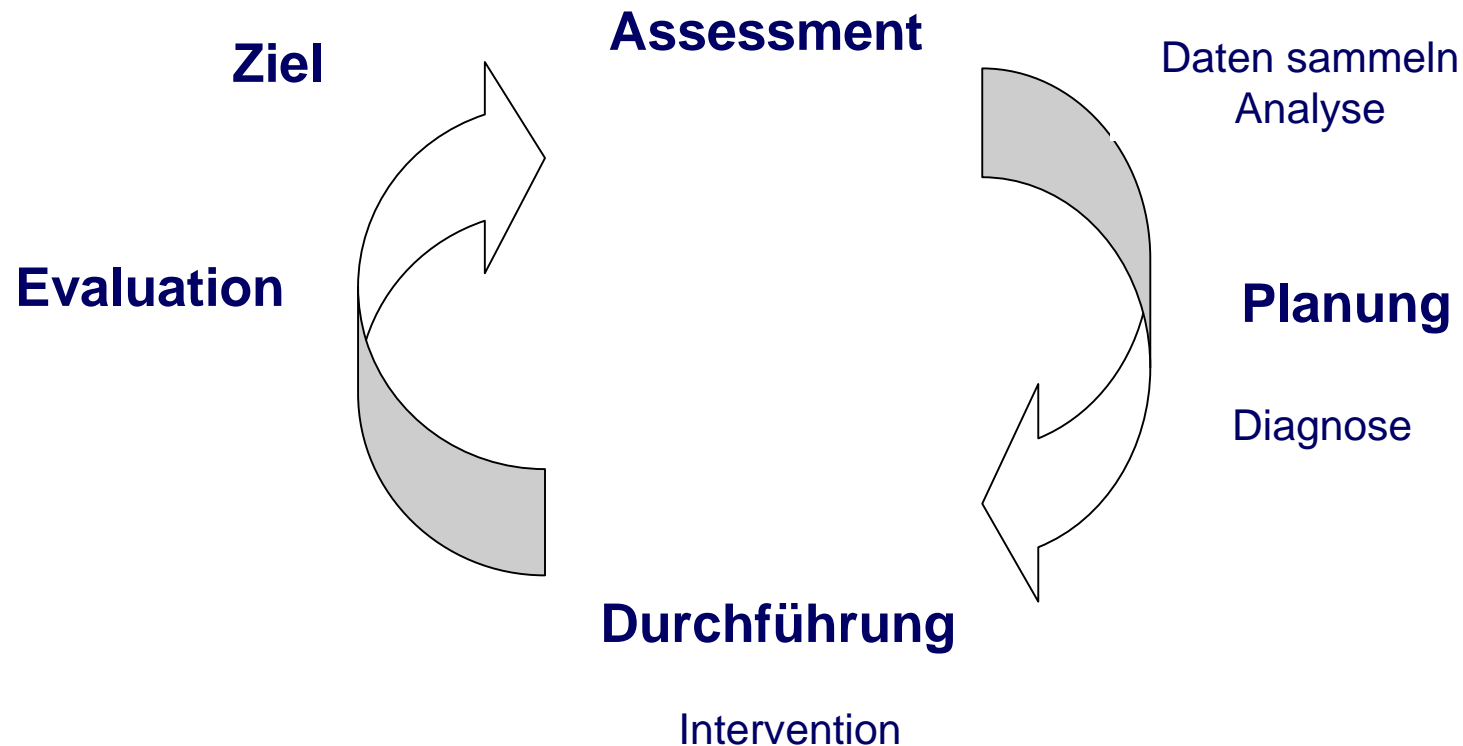 Assessment
Ziel
Daten sammeln
Analyse
Evaluation
Planung
Diagnose
Durchführung
Intervention